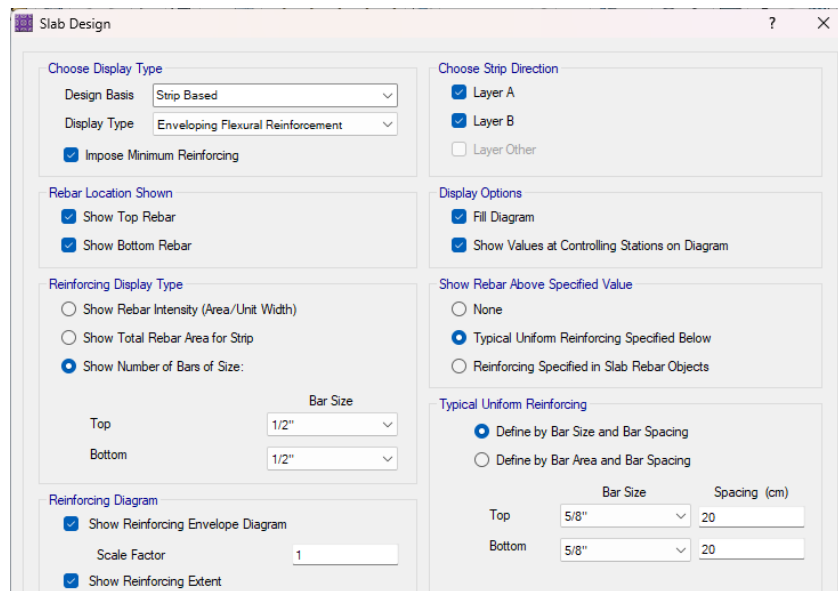 Slab Design
?
Choose Display Type
Design Basis Strip Based
Display Type Enveloping Flexural Reinforcement
Impose Minimum Reinforcing
Choose Strip Direction
Layer A
Layer B
Layer Other
Rebar Location Shown
Show Top Rebar
Show Bottom Rebar
Display Options
Fill Diagram
Show Values at Controlling Stations on Diagram
Reinforcing Display Type
Show Rebar Intensity (Area/Unit Width)
Show Total Rebar Area for Strip
Show Number of Bars of Size:
Bar Size
Top 1/2"
Bottom 1/2"
Show Rebar Above Specified Value
None
Typical Uniform Reinforcing Specified Below
Reinforcing Specified in Slab Rebar Objects
Typical Uniform Reinforcing
Define by Bar Size and Bar Spacing
Define by Bar Area and Bar Spacing
Bar Size Spacing (cm)
Top 5/8" 20
Bottom 5/8" 20
Reinforcing Diagram
Show Reinforcing Envelope Diagram
Scale Factor 1
Show Reinforcing Extent